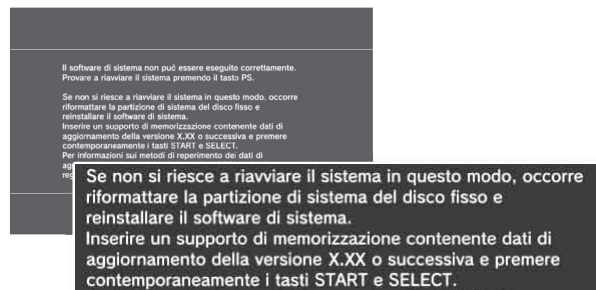 Il software di sistema non può essere eseguito correttamente.
Provare a riavviare il sistema premendo il tasto PS.
Se non si riesce a riavviare il sistema in questo modo, occorre
riformattare la partizione di sistema del disco fisso e
reinstallare il software di sistema.
Inserire un supporto di memorizzazione contenente dati di
aggiornamento della versione X.XX o successiva e premere
contemporaneamente i tasti START e SELECT.
Per informazioni sui metodi di reperimento dei dati di
Se non si riesce a riavviare il sistema in questo modo, occorre
riformattare la partizione di sistema del disco fisso e
reinstallare il software di sistema.
Inserire un supporto di memorizzazione contenente dati di
aggiornamento della versione X.XX o successiva e premere
contemporaneamente i tasti START e SELECT.